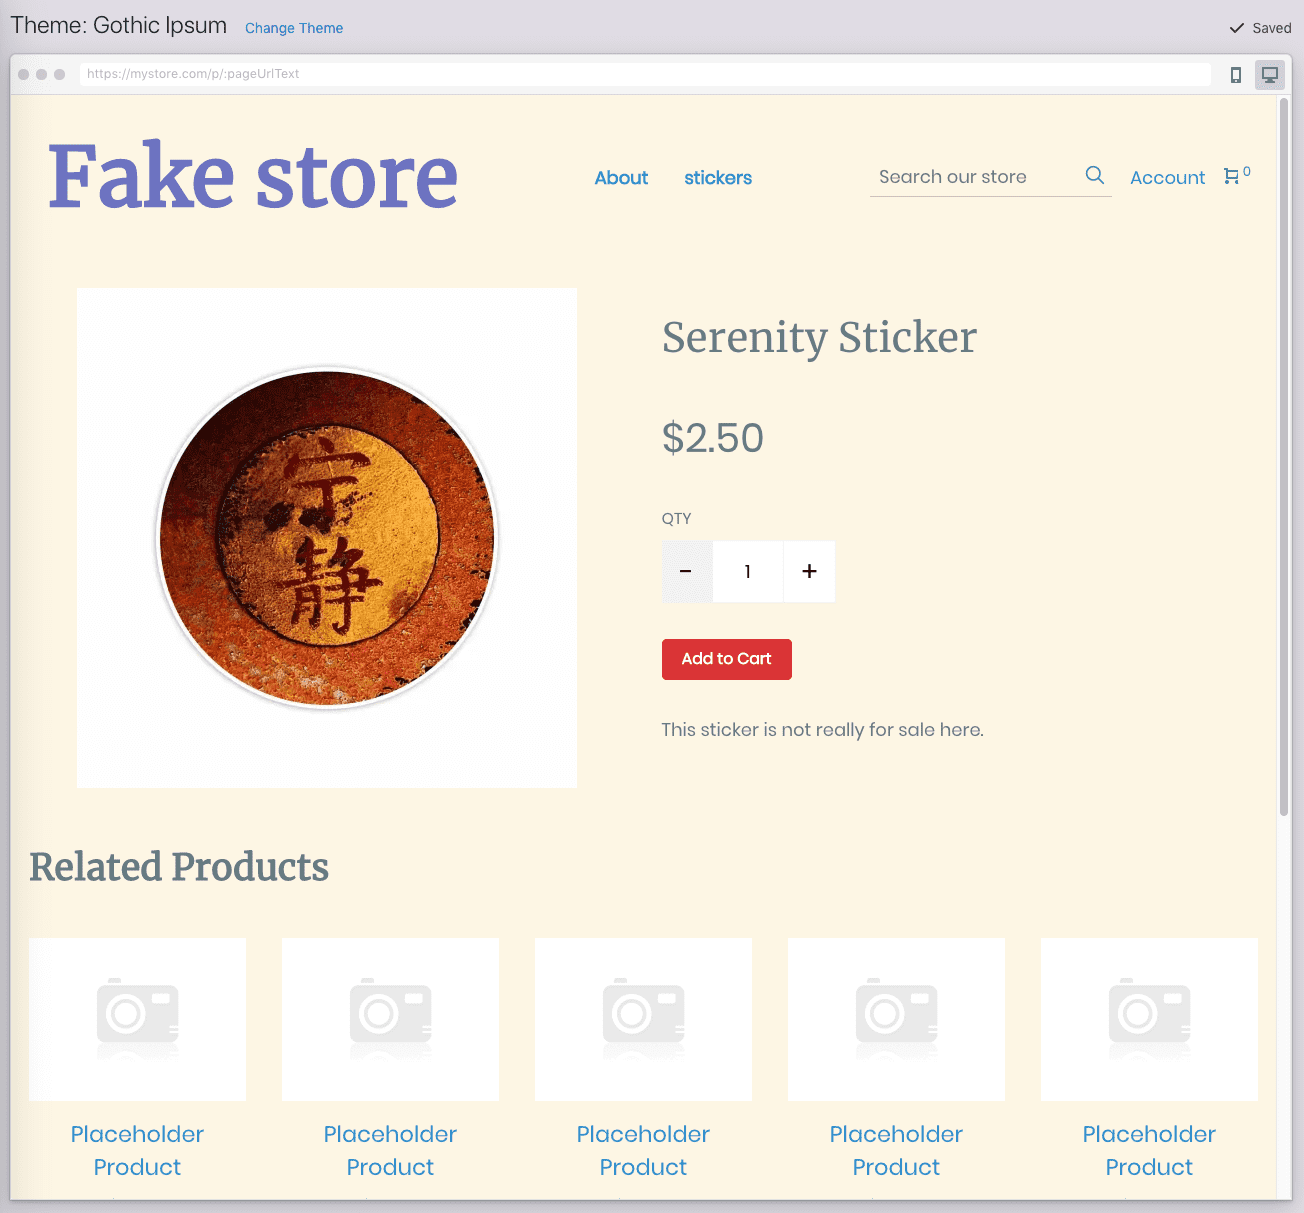 Theme: Gothic Ipsum Change Theme Saved
https://mystore.com/p/:pageUrlText
Fake store About stickers Search our store Account 0
宁
静
Serenity Sticker
$2.50
QTY
- 1 +
Add to Cart
This sticker is not really for sale here.
Related Products
Placeholder Product
Placeholder Product
Placeholder Product
Placeholder Product
Placeholder Product